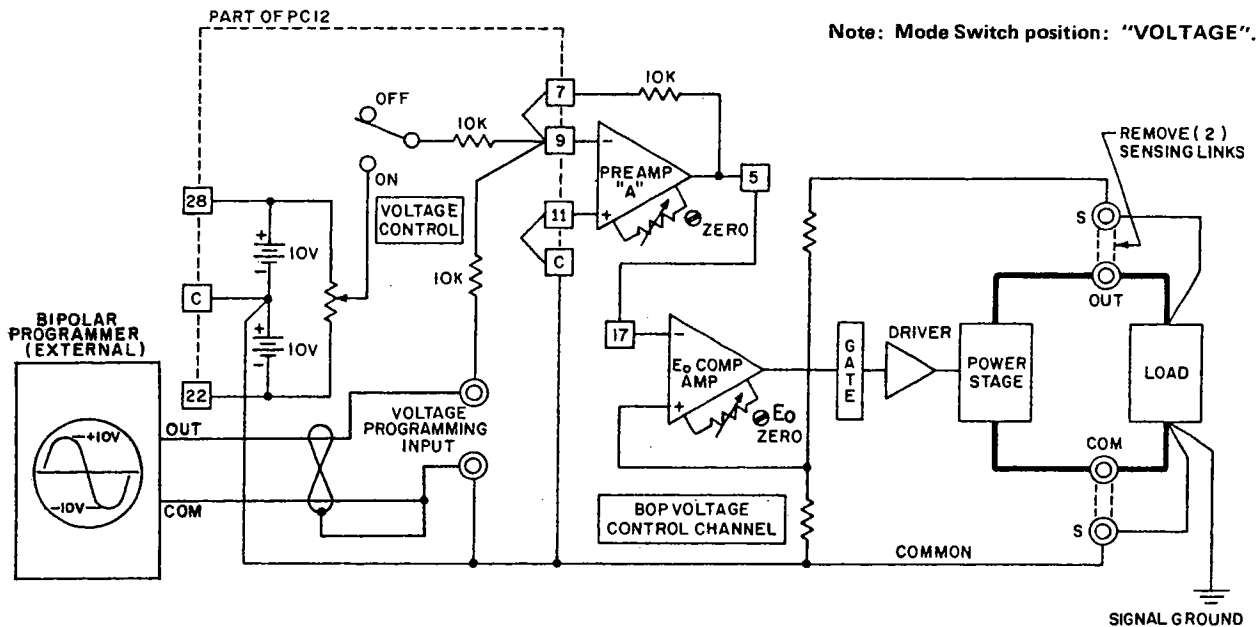 PART OF PC12
Note: Mode Switch position: "VOLTAGE".
7
10K
OFF
10K
9
−
PREAMP
"A"
+
5
REMOVE (2)
SENSING LINKS
ON
28
VOLTAGE
CONTROL
11
ZERO
S
+
10V
−
10K
C
OUT
C
BIPOLAR
PROGRAMMER
(EXTERNAL)
+
10V
−
17
−
Eo COMP
AMP
+
GATE
DRIVER
POWER
STAGE
LOAD
22
Eo
ZERO
OUT
VOLTAGE
PROGRAMMING
INPUT
+10V
−10V
COM
COM
BOP VOLTAGE
CONTROL CHANNEL
S
COMMON
SIGNAL GROUND